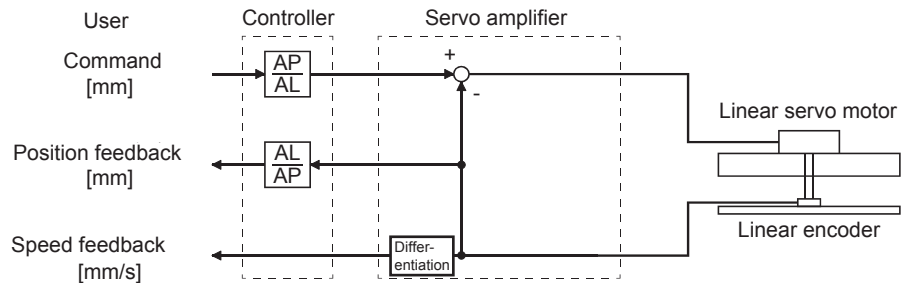 User
Controller
Servo amplifier
Command
[mm]
AP
AL
+
-
Linear servo motor
Position feedback
[mm]
AL
AP
Linear encoder
Speed feedback
[mm/s]
Differ-
entiation